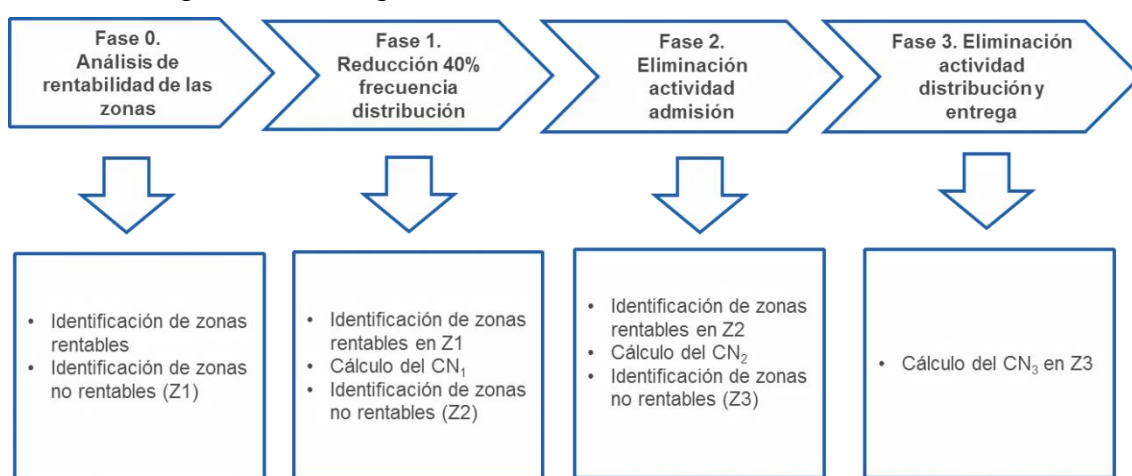 Fase 0.
Análisis de
rentabilidad de las
zonas
Fase 1.
Reducción 40%
frecuencia
distribución
Fase 2.
Eliminación
actividad
admisión
Fase 3. Eliminación
actividad
distribución y
entrega
• Identificación de zonas
rentables
• Identificación de zonas
no rentables (Z1)
• Identificación de zonas
rentables en Z1
• Cálculo del CN₁
• Identificación de zonas
no rentables (Z2)
• Identificación de zonas
rentables en Z2
• Cálculo del CN₂
• Identificación de zonas
no rentables (Z3)
• Cálculo del CN₃ en Z3